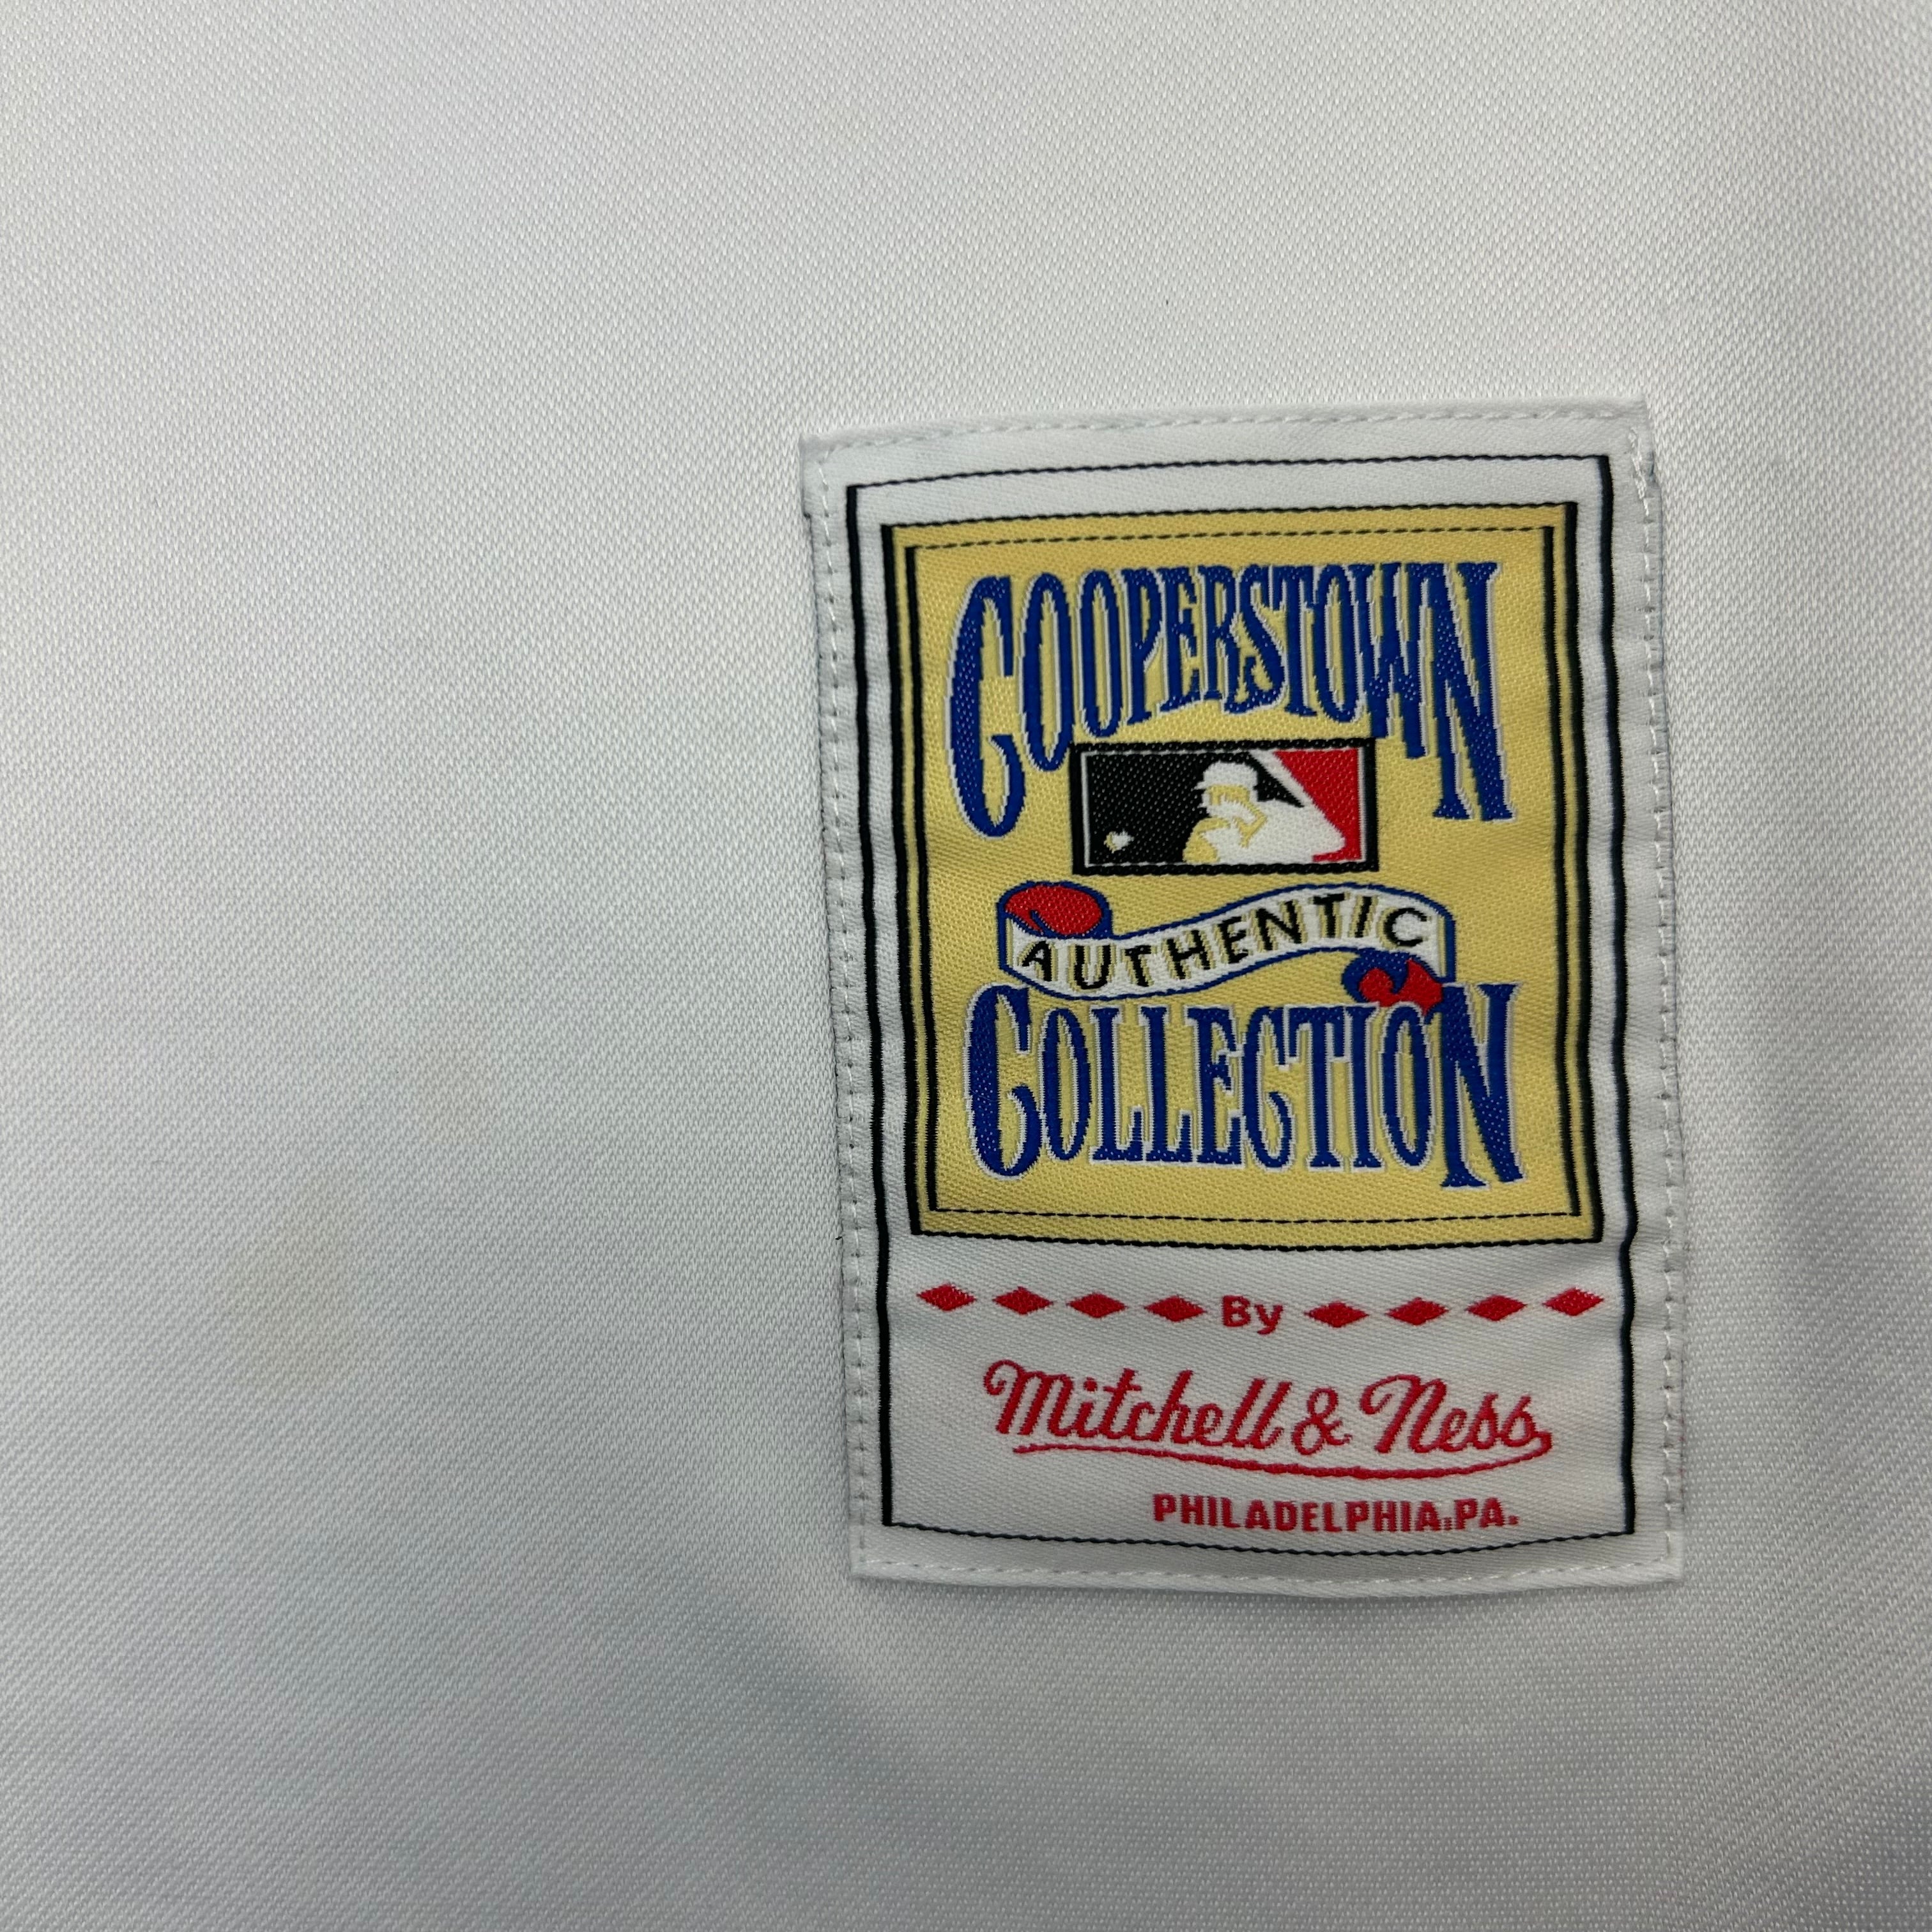 COOPERSTOWN
AUTHENTIC
COLLECTION
By
Mitchell & Ness
PHILADELPHIA, PA.